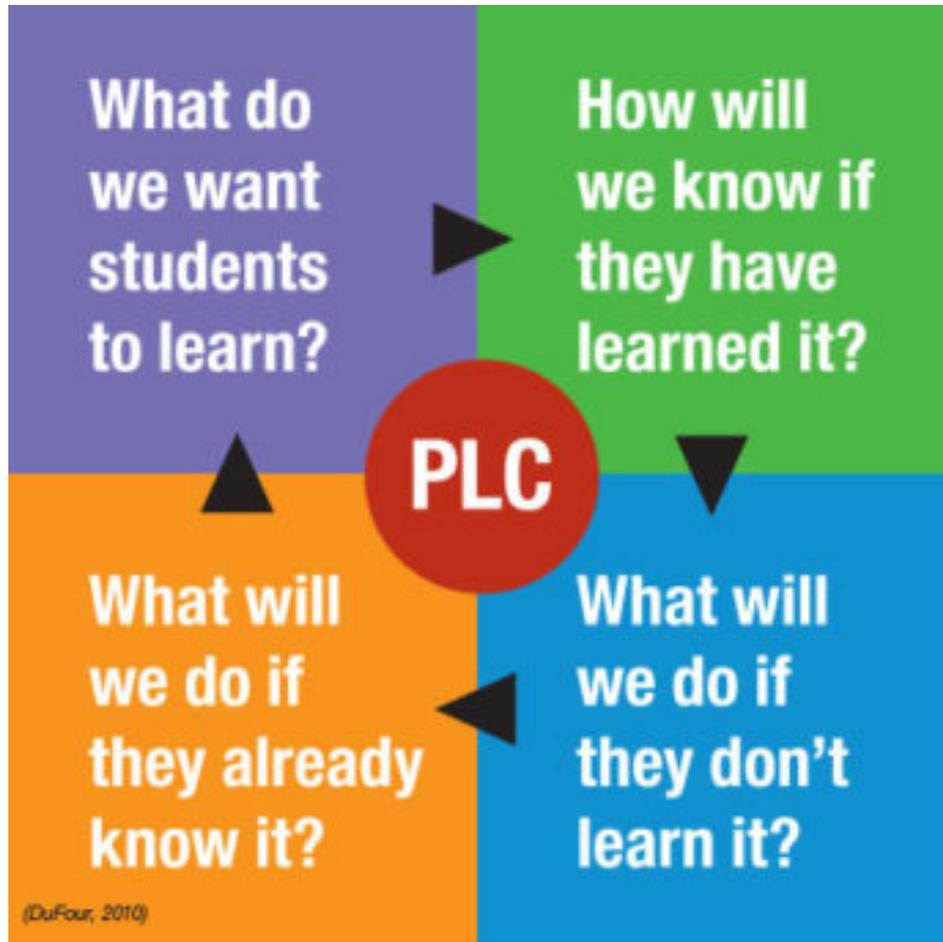 What do
we want
students
to learn?
How will
we know if
they have
learned it?
PLC
What will
we do if
they don’t
learn it?
What will
we do if
they already
know it?
(DuFour, 2010)